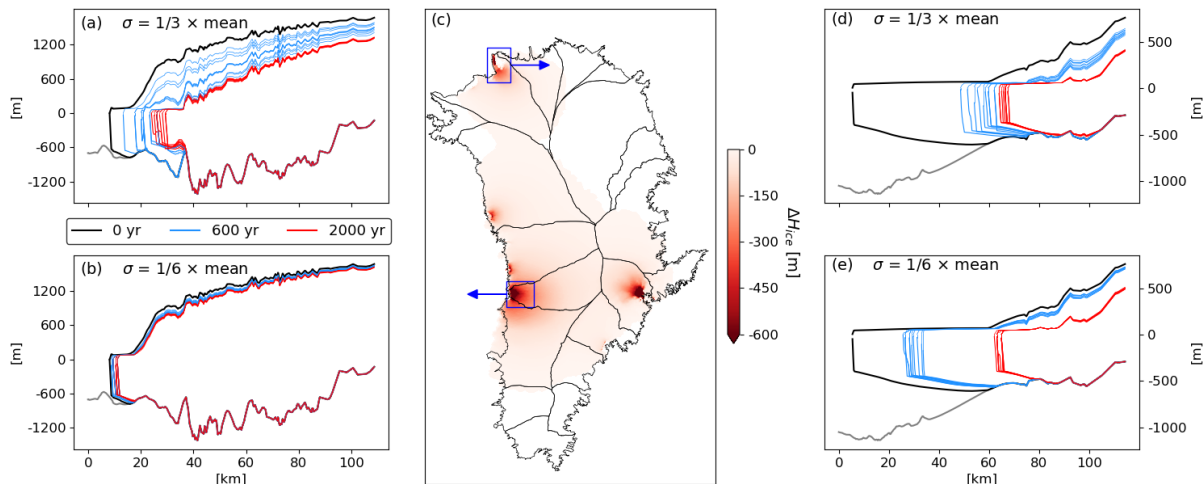 (a) σ = 1/3 × mean
1200
600
0
-600
-1200
[m]
0 yr 600 yr 2000 yr
(b) σ = 1/6 × mean
1200
600
0
-600
-1200
[m]
0 20 40 60 80 100
[km]
(c)
0
-150
-300
-450
-600
ΔHice [m]
(d) σ = 1/3 × mean
500
0
-500
-1000
[m]
(e) σ = 1/6 × mean
500
0
-500
-1000
[m]
0 20 40 60 80 100
[km]